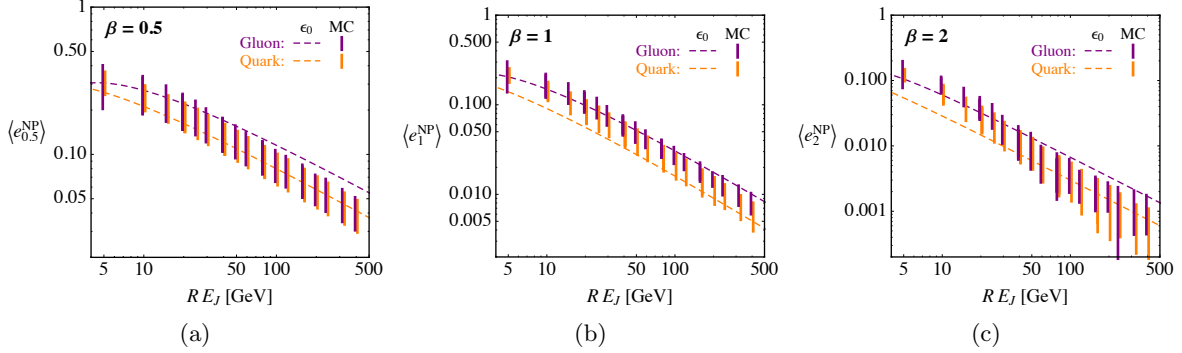 β = 0.5
ϵ₀ MC
Gluon:
Quark:
1
0.50
0.10
0.05
⟨e₀.₅ᴺᴾ⟩
5 10 50 100 500
R E_J [GeV]
(a)
β = 1
ϵ₀ MC
Gluon:
Quark:
1
0.500
0.100
0.050
0.010
0.005
⟨e₁ᴺᴾ⟩
5 10 50 100 500
R E_J [GeV]
(b)
β = 2
ϵ₀ MC
Gluon:
Quark:
1
0.100
0.010
0.001
⟨e₂ᴺᴾ⟩
5 10 50 100 500
R E_J [GeV]
(c)